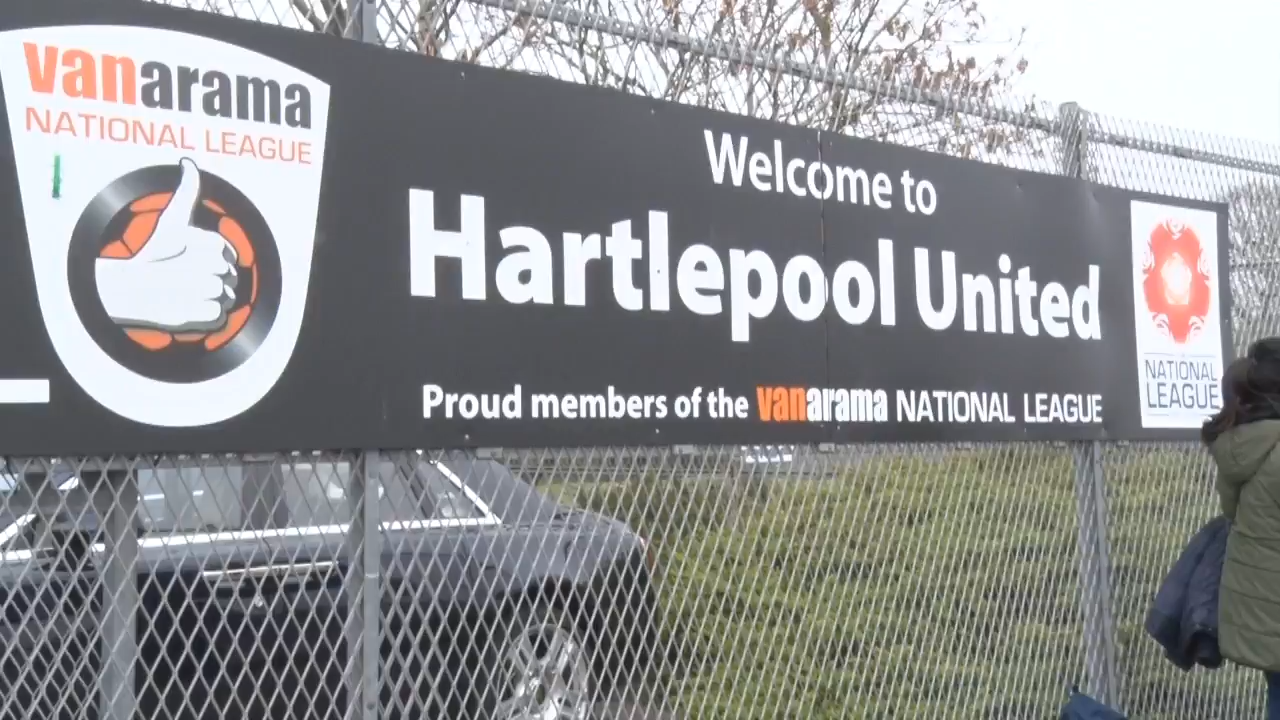 vanarama
NATIONAL LEAGUE
Welcome to
Hartlepool United
Proud members of the vanarama NATIONAL LEAGUE
NATIONAL
LEAGUE